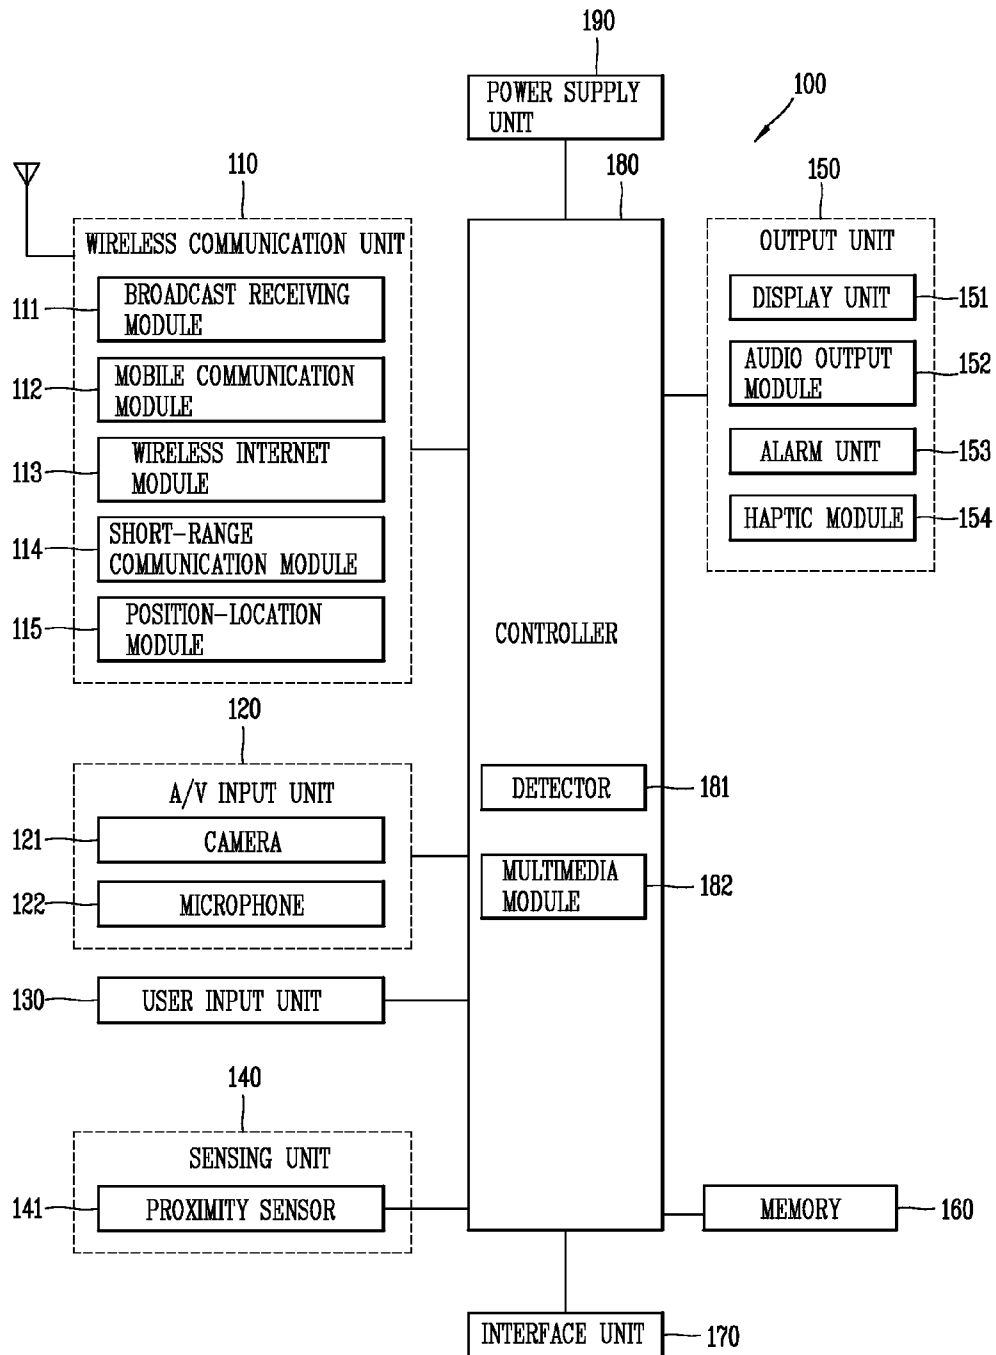 190
POWER SUPPLY
UNIT
100
110
180
150
WIRELESS COMMUNICATION UNIT
111
BROADCAST RECEIVING
MODULE
112
MOBILE COMMUNICATION
MODULE
113
WIRELESS INTERNET
MODULE
114
SHORT-RANGE
COMMUNICATION MODULE
115
POSITION-LOCATION
MODULE
OUTPUT UNIT
DISPLAY UNIT
151
AUDIO OUTPUT
MODULE
152
ALARM UNIT
153
HAPTIC MODULE
154
CONTROLLER
120
A/V INPUT UNIT
121
CAMERA
122
MICROPHONE
DETECTOR
181
MULTIMEDIA
MODULE
182
130
USER INPUT UNIT
140
SENSING UNIT
141
PROXIMITY SENSOR
MEMORY
160
INTERFACE UNIT
170